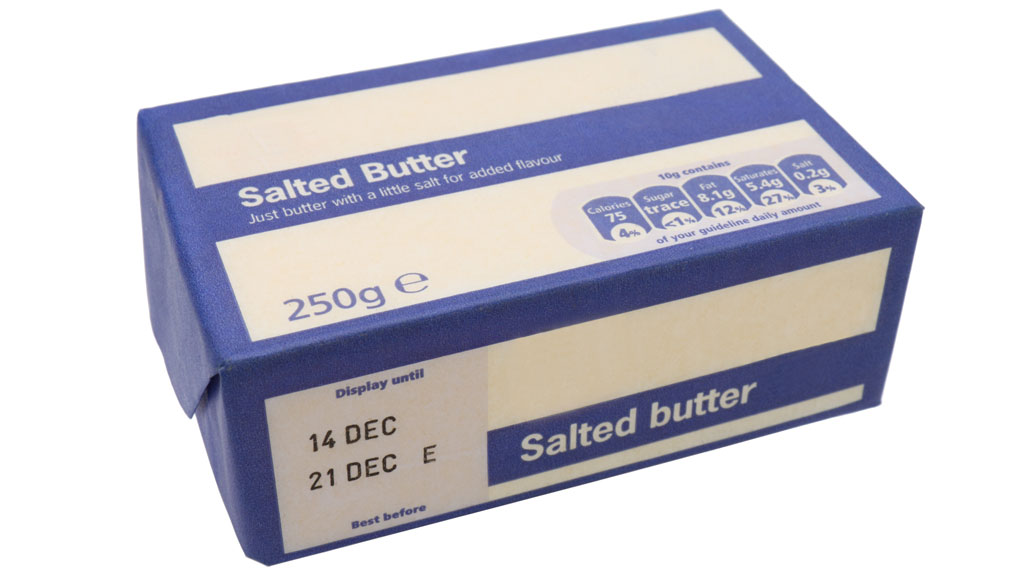 Salted Butter
Just butter with a little salt for added flavour
10g contains
Calories 75 4%
Sugar trace <1%
Fat 8.1g 12%
Saturates 5.4g 27%
Salt 0.2g 3%
of your guideline daily amount
250g ℮
Display until
14 DEC
21 DEC E
Best before
Salted butter